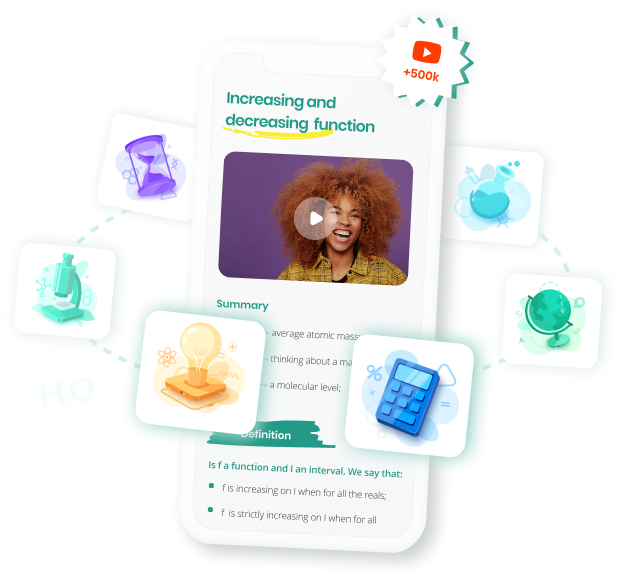 +500k
Increasing and
decreasing function
Summary
– average atomic mass
– thinking about a
– a molecular level;
H₂O
Definition
Is f a function and I an interval. We say that:
f is increasing on I when for all the reals;
f is strictly increasing on I when for all